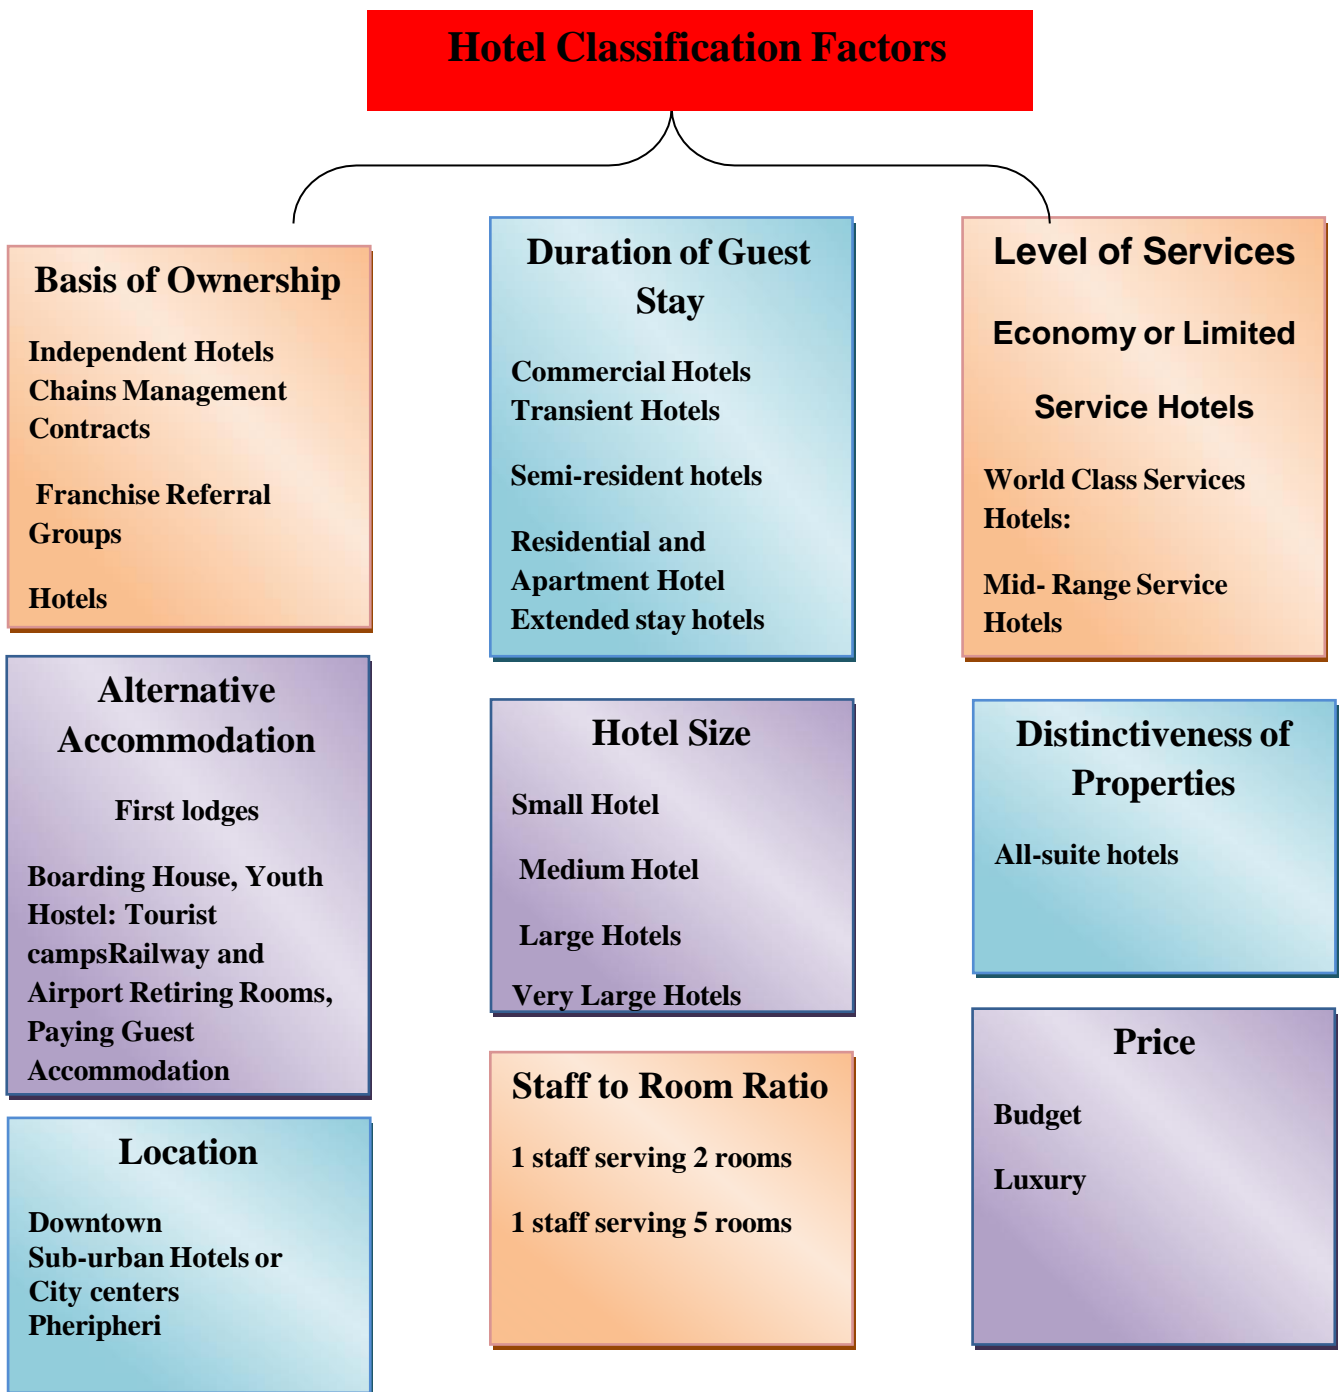 Hotel Classification Factors
Basis of Ownership
Independent Hotels
Chains Management
Contracts
Franchise Referral
Groups
Hotels
Duration of Guest
Stay
Commercial Hotels
Transient Hotels
Semi-resident hotels
Residential and
Apartment Hotel
Extended stay hotels
Level of Services
Economy or Limited
Service Hotels
World Class Services
Hotels:
Mid- Range Service
Hotels
Alternative
Accommodation
First lodges
Boarding House, Youth
Hostel: Tourist
campsRailway and
Airport Retiring Rooms,
Paying Guest
Accommodation
Hotel Size
Small Hotel
Medium Hotel
Large Hotels
Very Large Hotels
Distinctiveness of
Properties
All-suite hotels
Location
Downtown
Sub-urban Hotels or
City centers
Pheripheri
Staff to Room Ratio
1 staff serving 2 rooms
1 staff serving 5 rooms
Price
Budget
Luxury